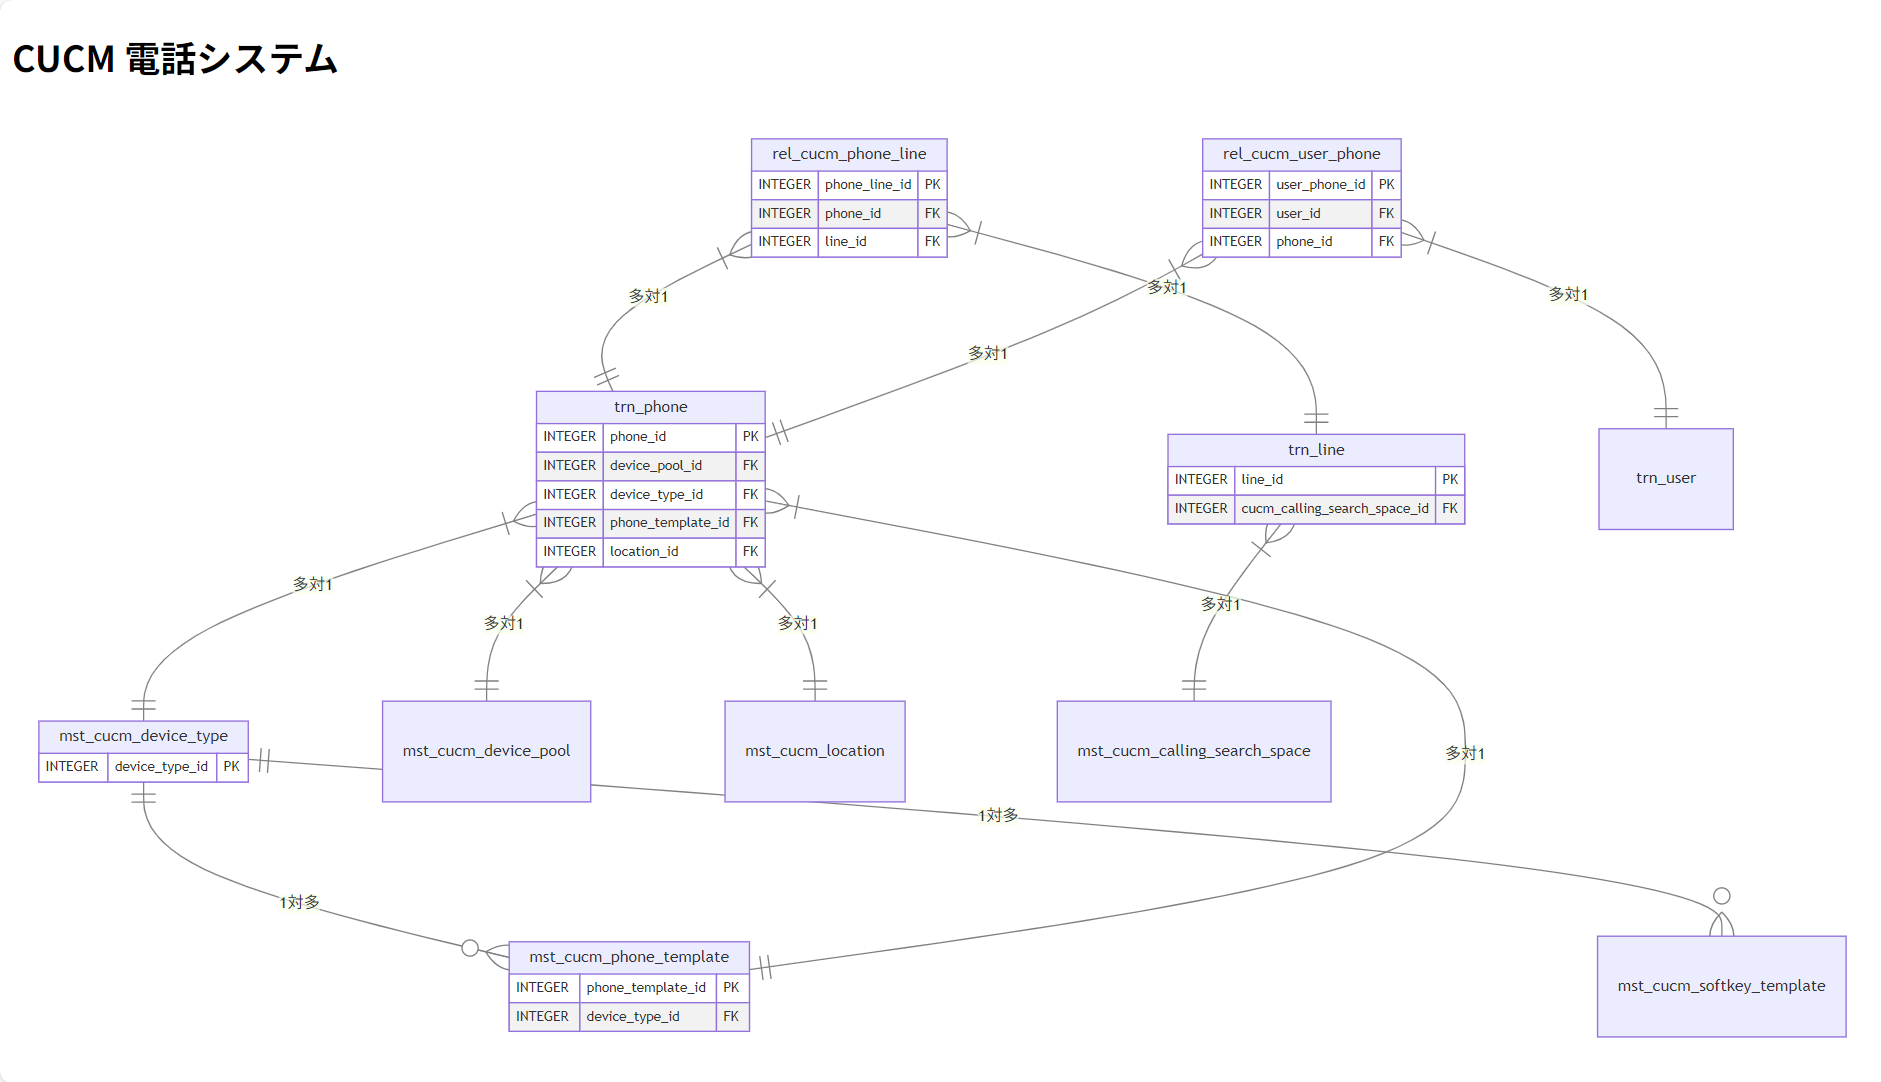 CUCM 電話システム
rel_cucm_phone_line
INTEGER phone_line_id PK
INTEGER phone_id FK
INTEGER line_id FK
rel_cucm_user_phone
INTEGER user_phone_id PK
INTEGER user_id FK
INTEGER phone_id FK
多対1
多対1
多対1
多対1
trn_phone
INTEGER phone_id PK
INTEGER device_pool_id FK
INTEGER device_type_id FK
INTEGER phone_template_id FK
INTEGER location_id FK
trn_line
INTEGER line_id PK
INTEGER cucm_calling_search_space_id FK
trn_user
多対1
多対1
多対1
多対1
mst_cucm_device_type
INTEGER device_type_id PK
mst_cucm_device_pool
mst_cucm_location
mst_cucm_calling_search_space
多対1
1対多
1対多
mst_cucm_phone_template
INTEGER phone_template_id PK
INTEGER device_type_id FK
mst_cucm_softkey_template